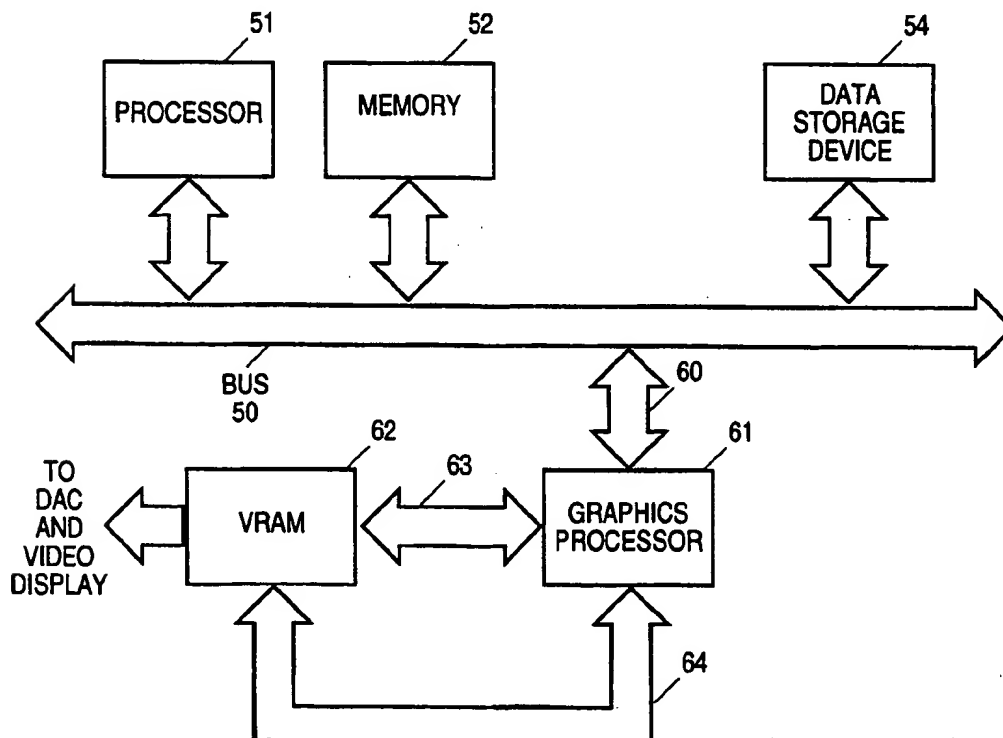 51
52
54
PROCESSOR
MEMORY
DATA
STORAGE
DEVICE
BUS
50
60
62
63
61
TO
DAC
AND
VIDEO
DISPLAY
VRAM
GRAPHICS
PROCESSOR
64